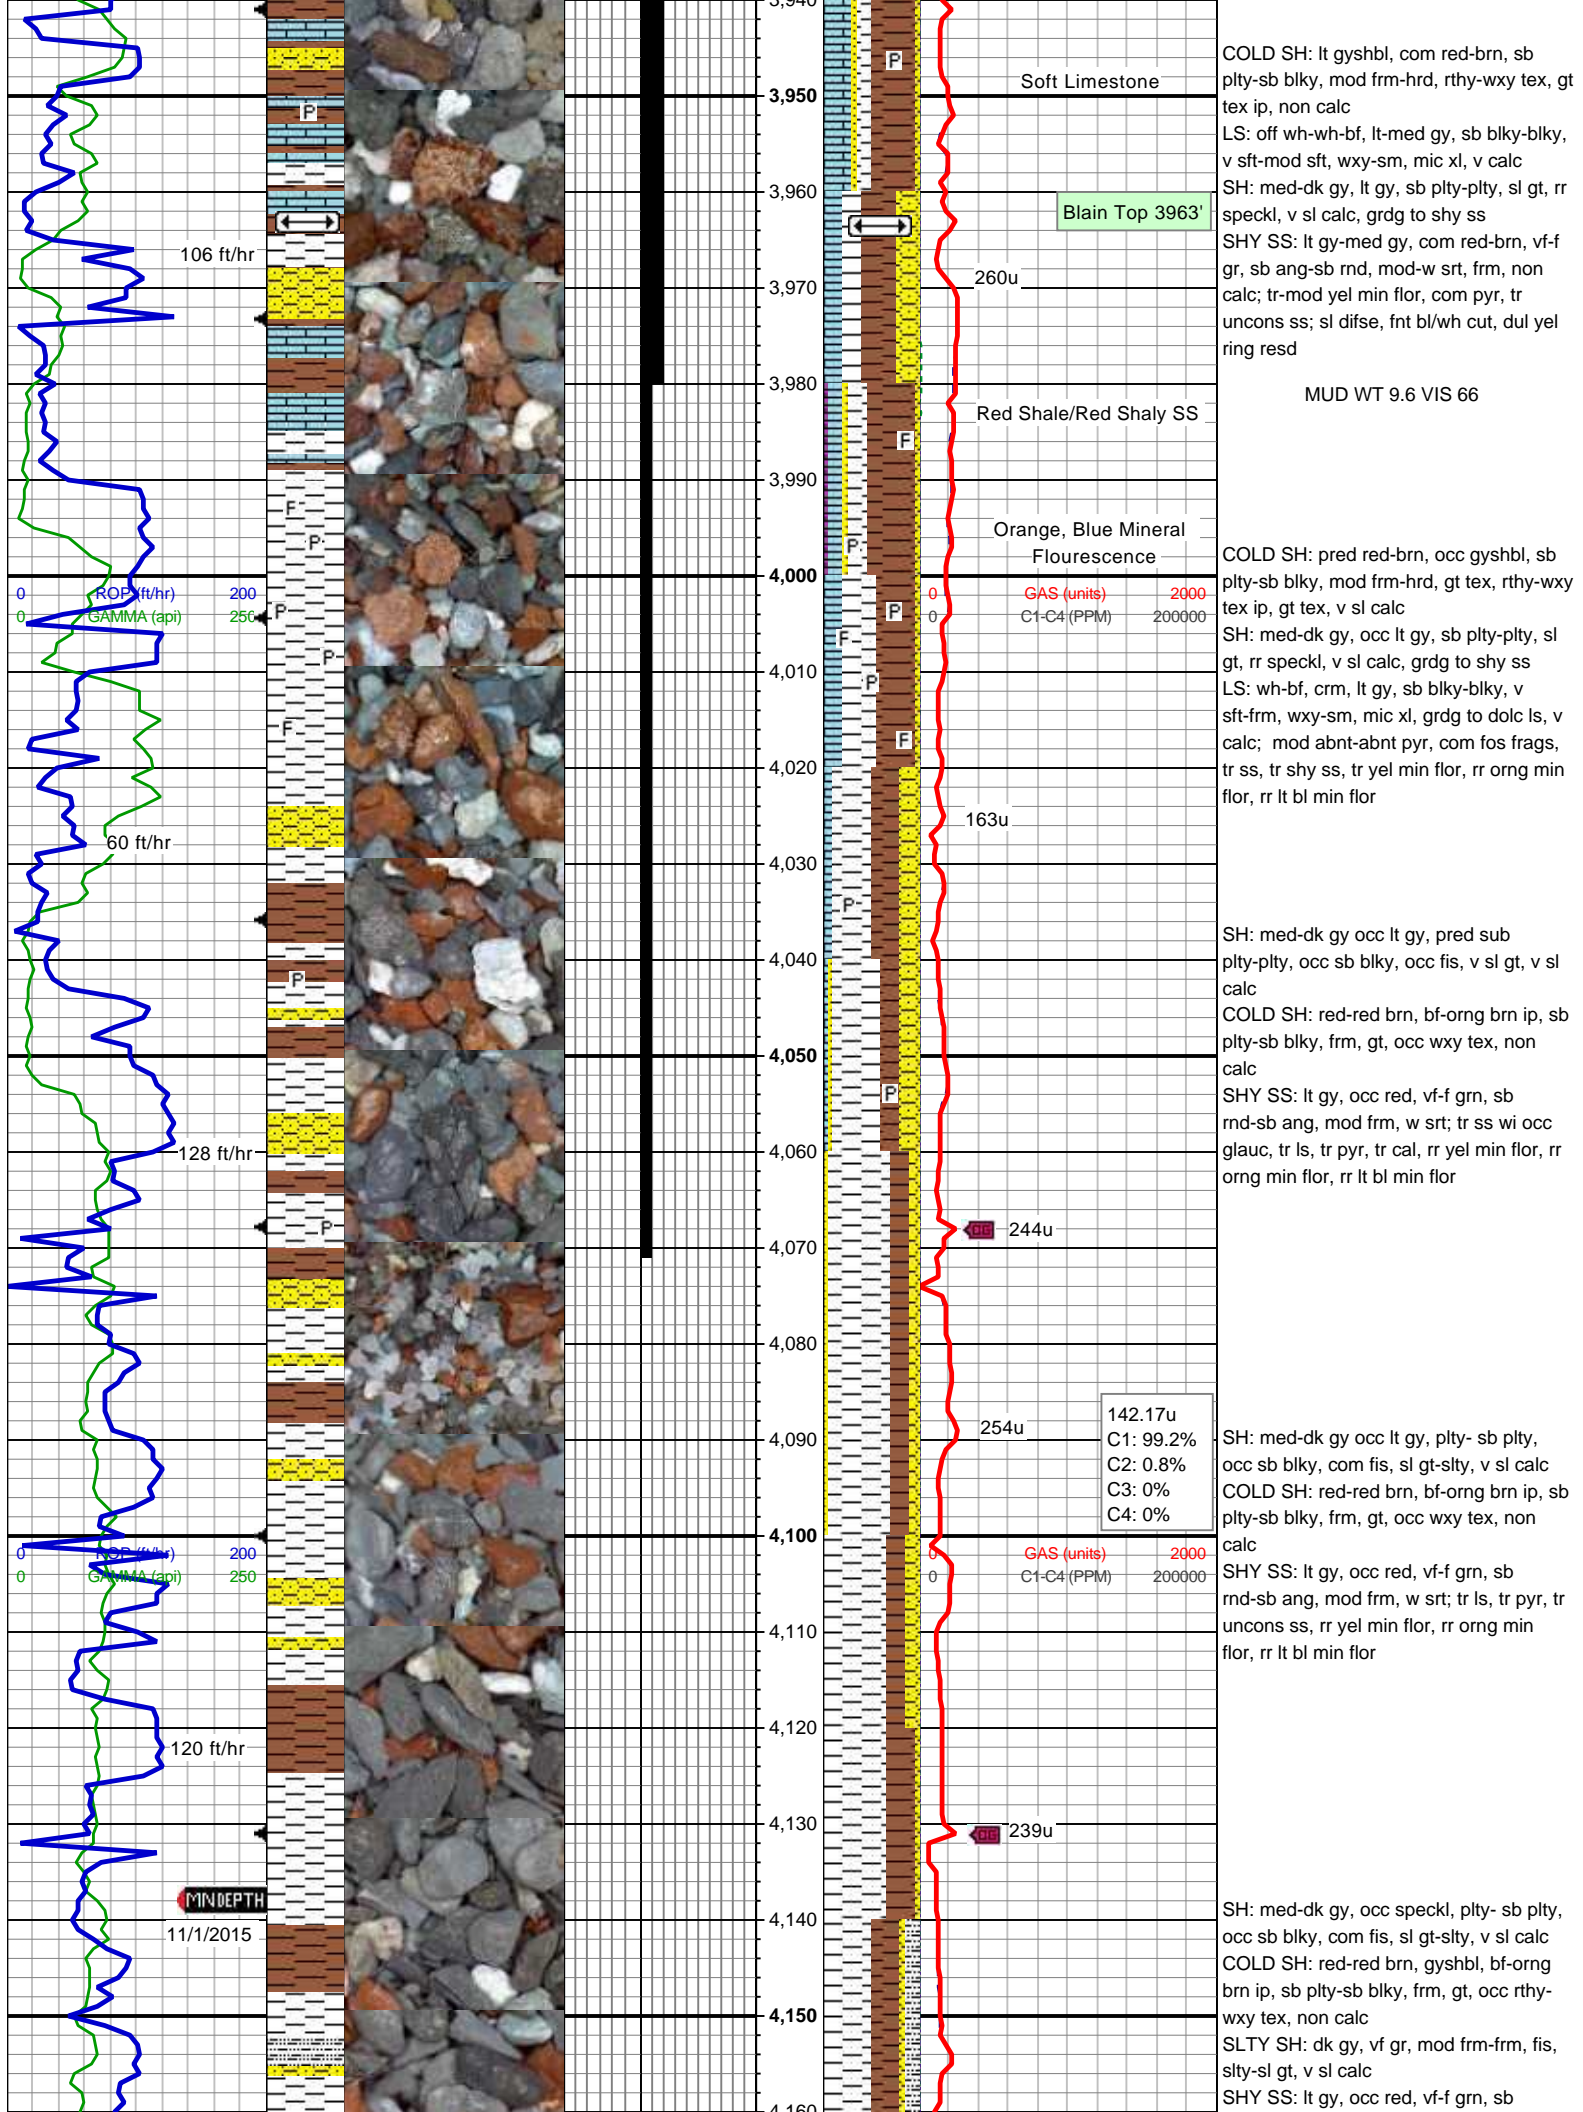 3,940
COLD SH: lt gyshbl, com red-brn, sb
plty-sb blky, mod frm-hrd, rthy-wxy tex, gt
tex ip, non calc
LS: off wh-wh-bf, lt-med gy, sb blky-blky,
v sft-mod sft, wxy-sm, mic xl, v calc
SH: med-dk gy, lt gy, sb plty-plty, sl gt, rr
speckl, v sl calc, grdg to shy ss
SHY SS: lt gy-med gy, com red-brn, vf-f
gr, sb ang-sb rnd, mod-w srt, frm, non
calc; tr-mod yel min flor, com pyr, tr
uncons ss; sl difse, fnt bl/wh cut, dul yel
ring resd
P
Soft Limestone
3,950
P
3,960
Blain Top 3963'
106 ft/hr
3,970
260u
3,980
MUD WT 9.6 VIS 66
Red Shale/Red Shaly SS
F
3,990
F
P
P
Orange, Blue Mineral
Flourescence
4,000
0 ROP (ft/hr) 200
0 GAMMA (api) 250
0 GAS (units) 2000
0 C1-C4 (PPM) 200000
COLD SH: pred red-brn, occ gyshbl, sb
plty-sb blky, mod frm-hrd, gt tex, rthy-wxy
tex ip, gt tex, v sl calc
SH: med-dk gy, occ lt gy, sb plty-plty, sl
gt, rr speckl, v sl calc, grdg to shy ss
LS: wh-bf, crm, lt gy, sb blky-blky, v
sft-frm, wxy-sm, mic xl, grdg to dolc ls, v
calc; mod abnt-abnt pyr, com fos frags,
tr ss, tr shy ss, tr yel min flor, rr orng min
flor, rr lt bl min flor
P
P
F
P
4,010
P
F
F
4,020
163u
60 ft/hr
4,030
P
4,040
P
SH: med-dk gy occ lt gy, pred sub
plty-plty, occ sb blky, occ fis, v sl gt, v sl
calc
COLD SH: red-red brn, bf-orng brn ip, sb
plty-sb blky, frm, gt, occ wxy tex, non
calc
SHY SS: lt gy, occ red, vf-f grn, sb
rnd-sb ang, mod frm, w srt; tr ss wi occ
glauc, tr ls, tr pyr, tr cal, rr yel min flor, rr
orng min flor, rr lt bl min flor
4,050
P
128 ft/hr
4,060
P
CG 244u
4,070
4,080
254u
4,090
142.17u
C1: 99.2%
C2: 0.8%
C3: 0%
C4: 0%
4,100
0 ROP (ft/hr) 200
0 GAMMA (api) 250
0 GAS (units) 2000
0 C1-C4 (PPM) 200000
SH: med-dk gy occ lt gy, plty- sb plty,
occ sb blky, com fis, sl gt-slty, v sl calc
COLD SH: red-red brn, bf-orng brn ip, sb
plty-sb blky, frm, gt, occ wxy tex, non
calc
SHY SS: lt gy, occ red, vf-f grn, sb
rnd-sb ang, mod frm, w srt; tr ls, tr pyr, tr
uncons ss, rr yel min flor, rr orng min
flor, rr lt bl min flor
4,110
4,120
120 ft/hr
4,130
CG 239u
MNDEPTH
11/1/2015
4,140
4,150
4,160
SH: med-dk gy, occ speckl, plty- sb plty,
occ sb blky, com fis, sl gt-slty, v sl calc
COLD SH: red-red brn, gyshbl, bf-orng
brn ip, sb plty-sb blky, frm, gt, occ rthy-
wxy tex, non calc
SLTY SH: dk gy, vf gr, mod frm-frm, fis,
slty-sl gt, v sl calc
SHY SS: lt gy, occ red, vf-f grn, sb